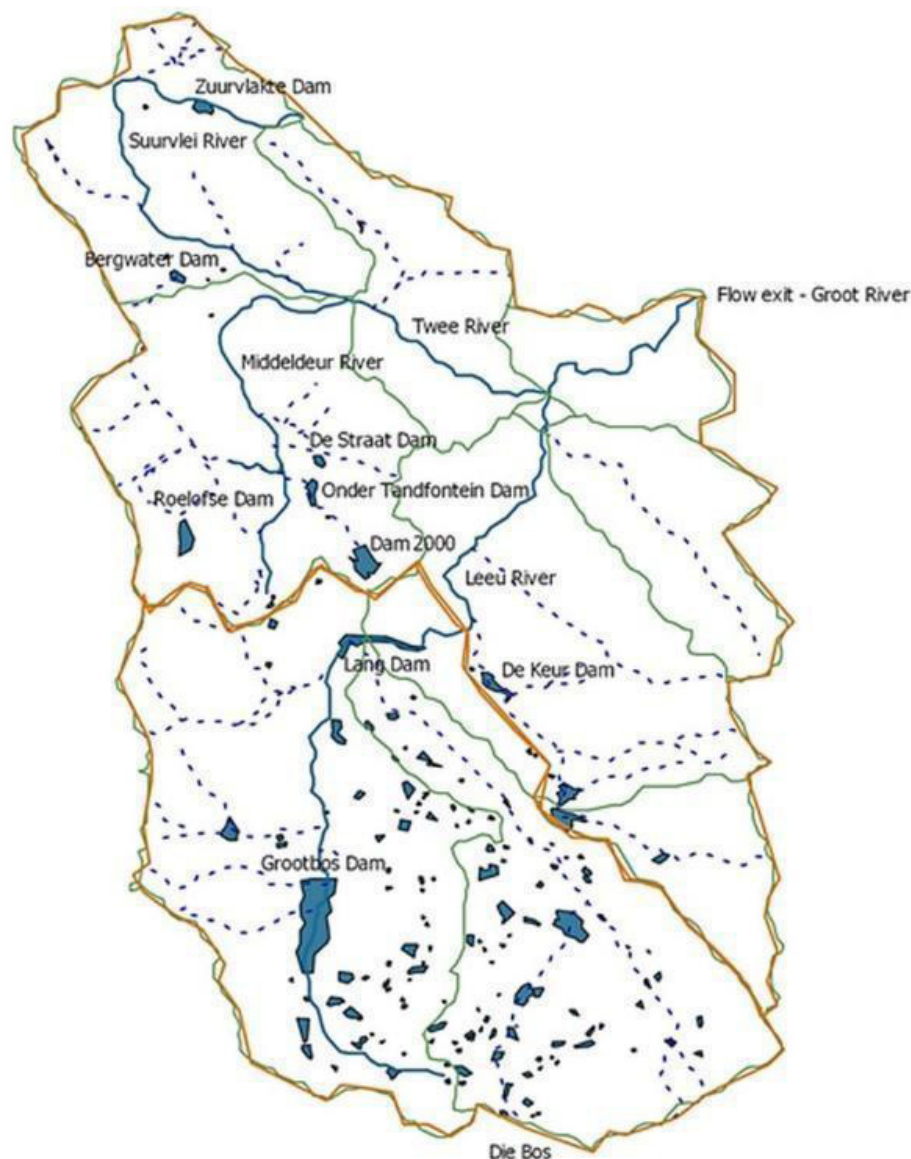 Zuurvlakte Dam
Suurvlei River
Bergwater Dam
Flow exit - Groot River
Twee River
Middeldeur River
De Straat Dam
Onder Tandfontein Dam
Roelofse Dam
Dam 2000
Leeu River
Lang Dam
De Keur Dam
Grootbos Dam
Die Bos